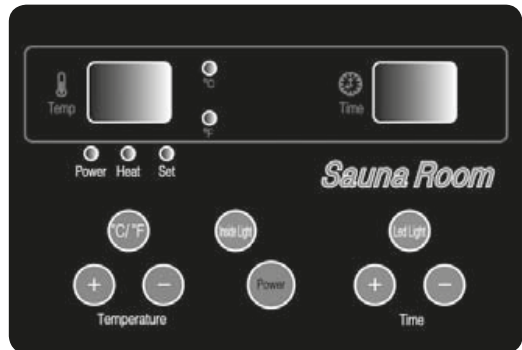 °C
Temp
Time
°F
Power Heat Set
Sauna Room
°C/°F
Inside Light
Led Light
+
−
Power
+
−
Temperature
Time